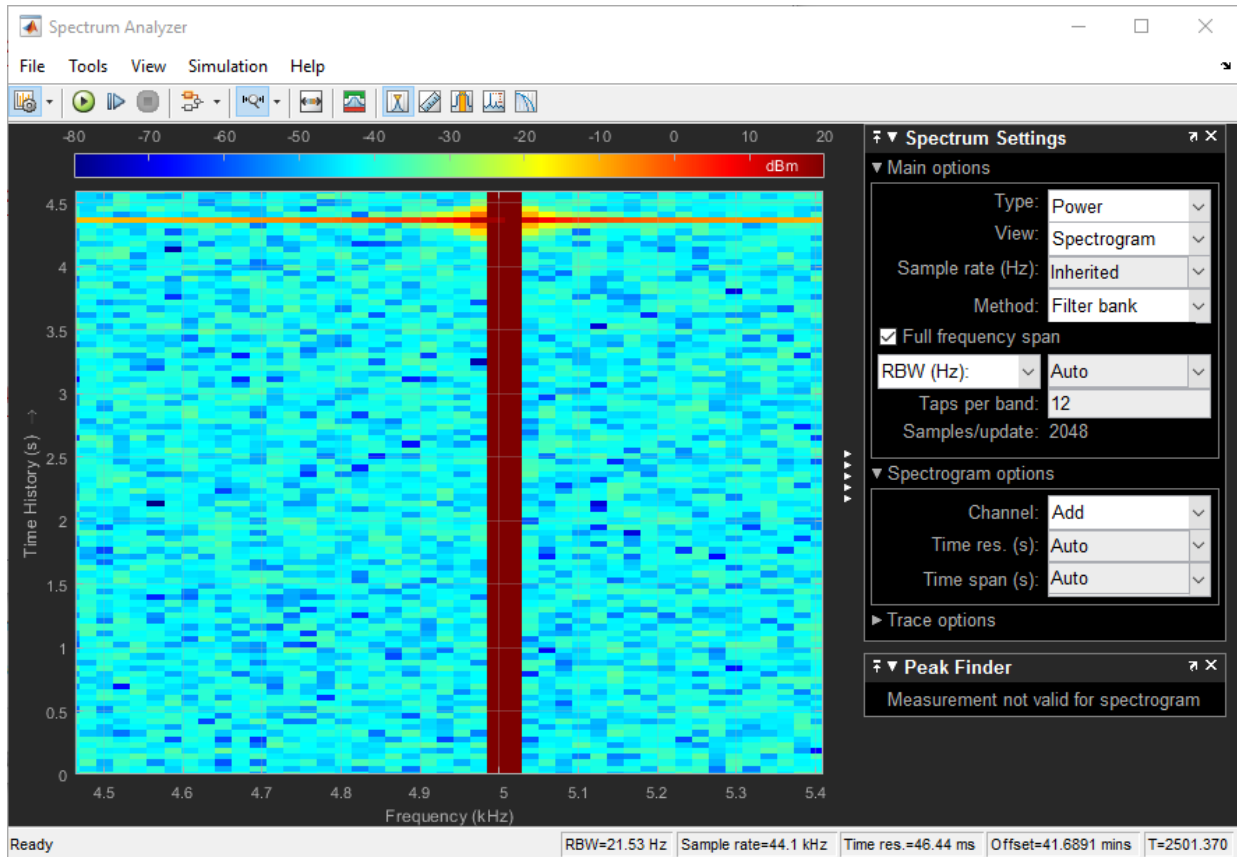 Spectrum Analyzer
File Tools View Simulation Help
-80 -70 -60 -50 -40 -30 -20 -10 0 10 20
dBm
4.5
4
3.5
3
2.5
2
1.5
1
0.5
0
Time History (s) →
4.5 4.6 4.7 4.8 4.9 5 5.1 5.2 5.3 5.4
Frequency (kHz)
Spectrum Settings
Main options
Type: Power
View: Spectrogram
Sample rate (Hz): Inherited
Method: Filter bank
Full frequency span
RBW (Hz): Auto
Taps per band: 12
Samples/update: 2048
Spectrogram options
Channel: Add
Time res. (s): Auto
Time span (s): Auto
Trace options
Peak Finder
Measurement not valid for spectrogram
Ready RBW=21.53 Hz Sample rate=44.1 kHz Time res.=46.44 ms Offset=41.6891 mins T=2501.370